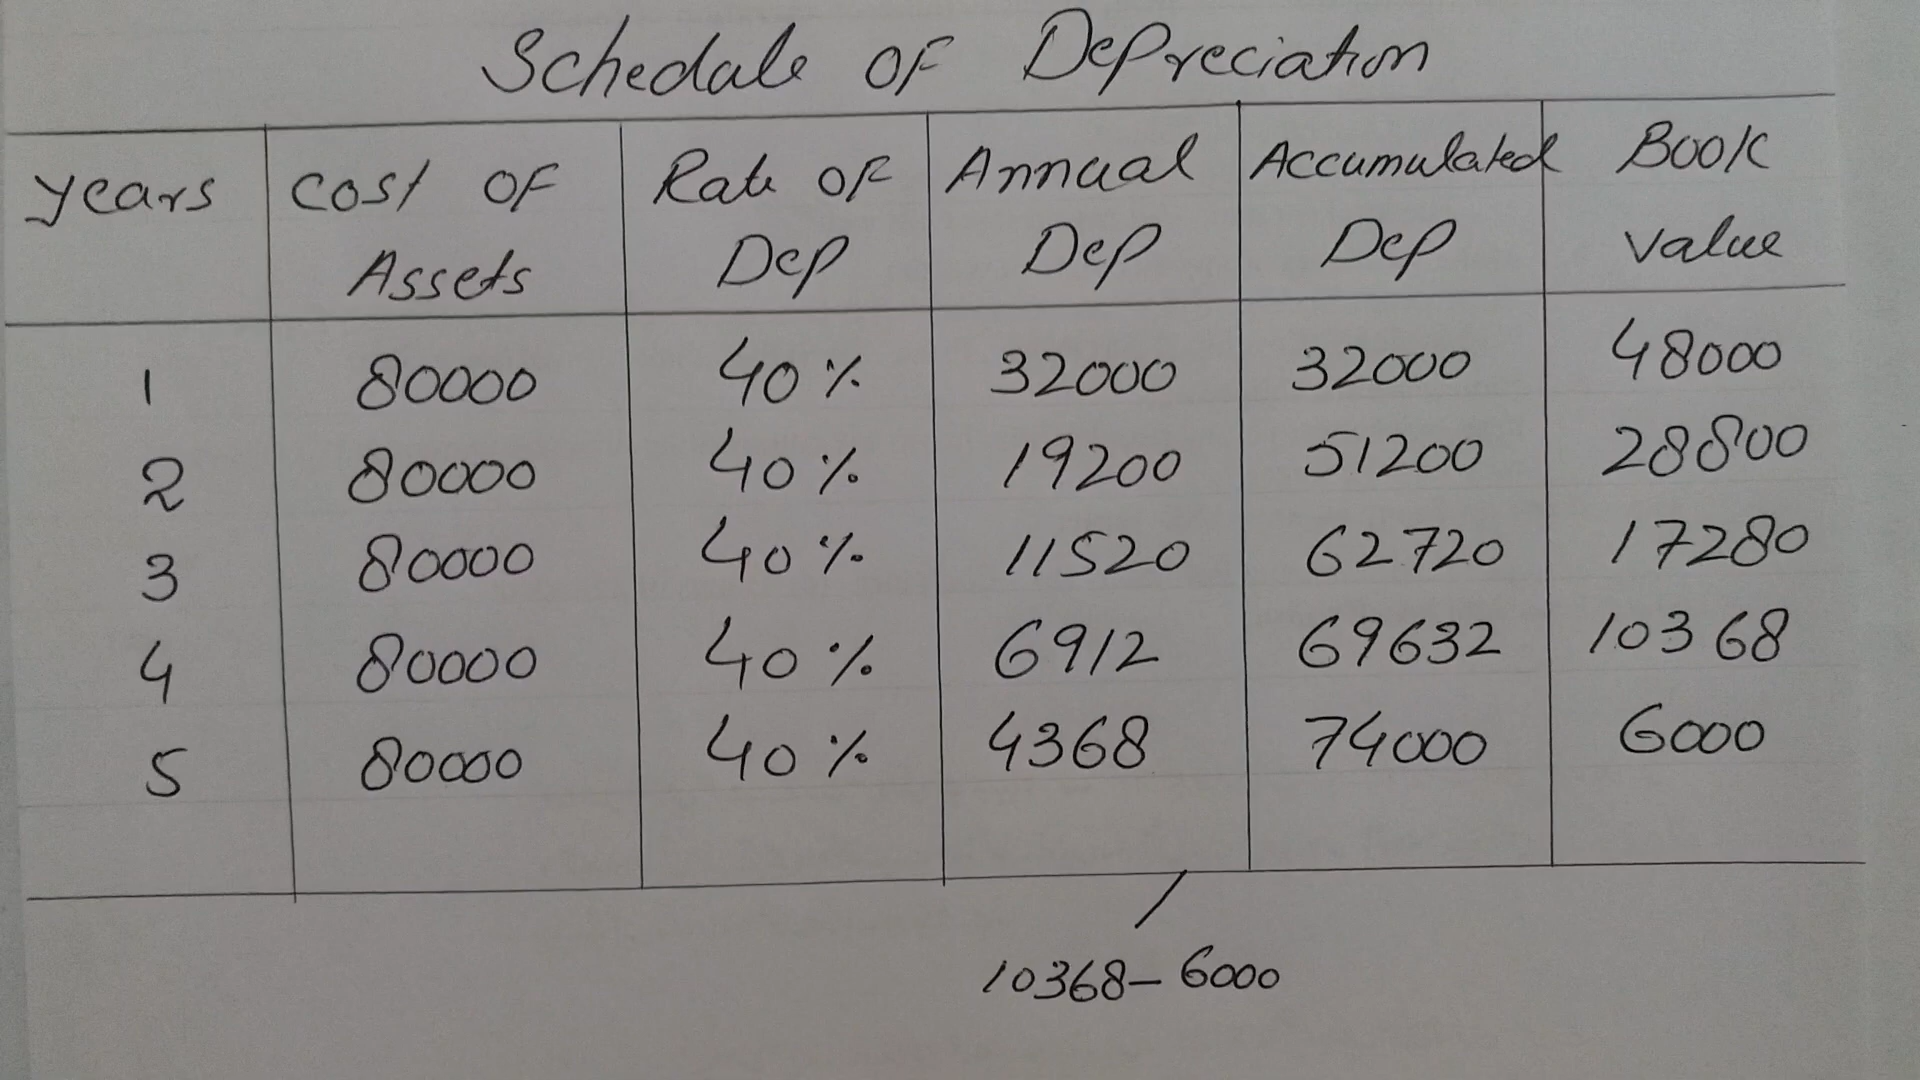 Schedale OF Depreciation
years Cost OF Assets Rate OF Dep Annual Dep Accumulated Dep Book value
1 80000 40% 32000 32000 48000
2 80000 40% 19200 51200 28800
3 80000 40% 11520 62720 17280
4 80000 40% 6912 69632 10368
5 80000 40% 4368 74000 6000
10368-6000